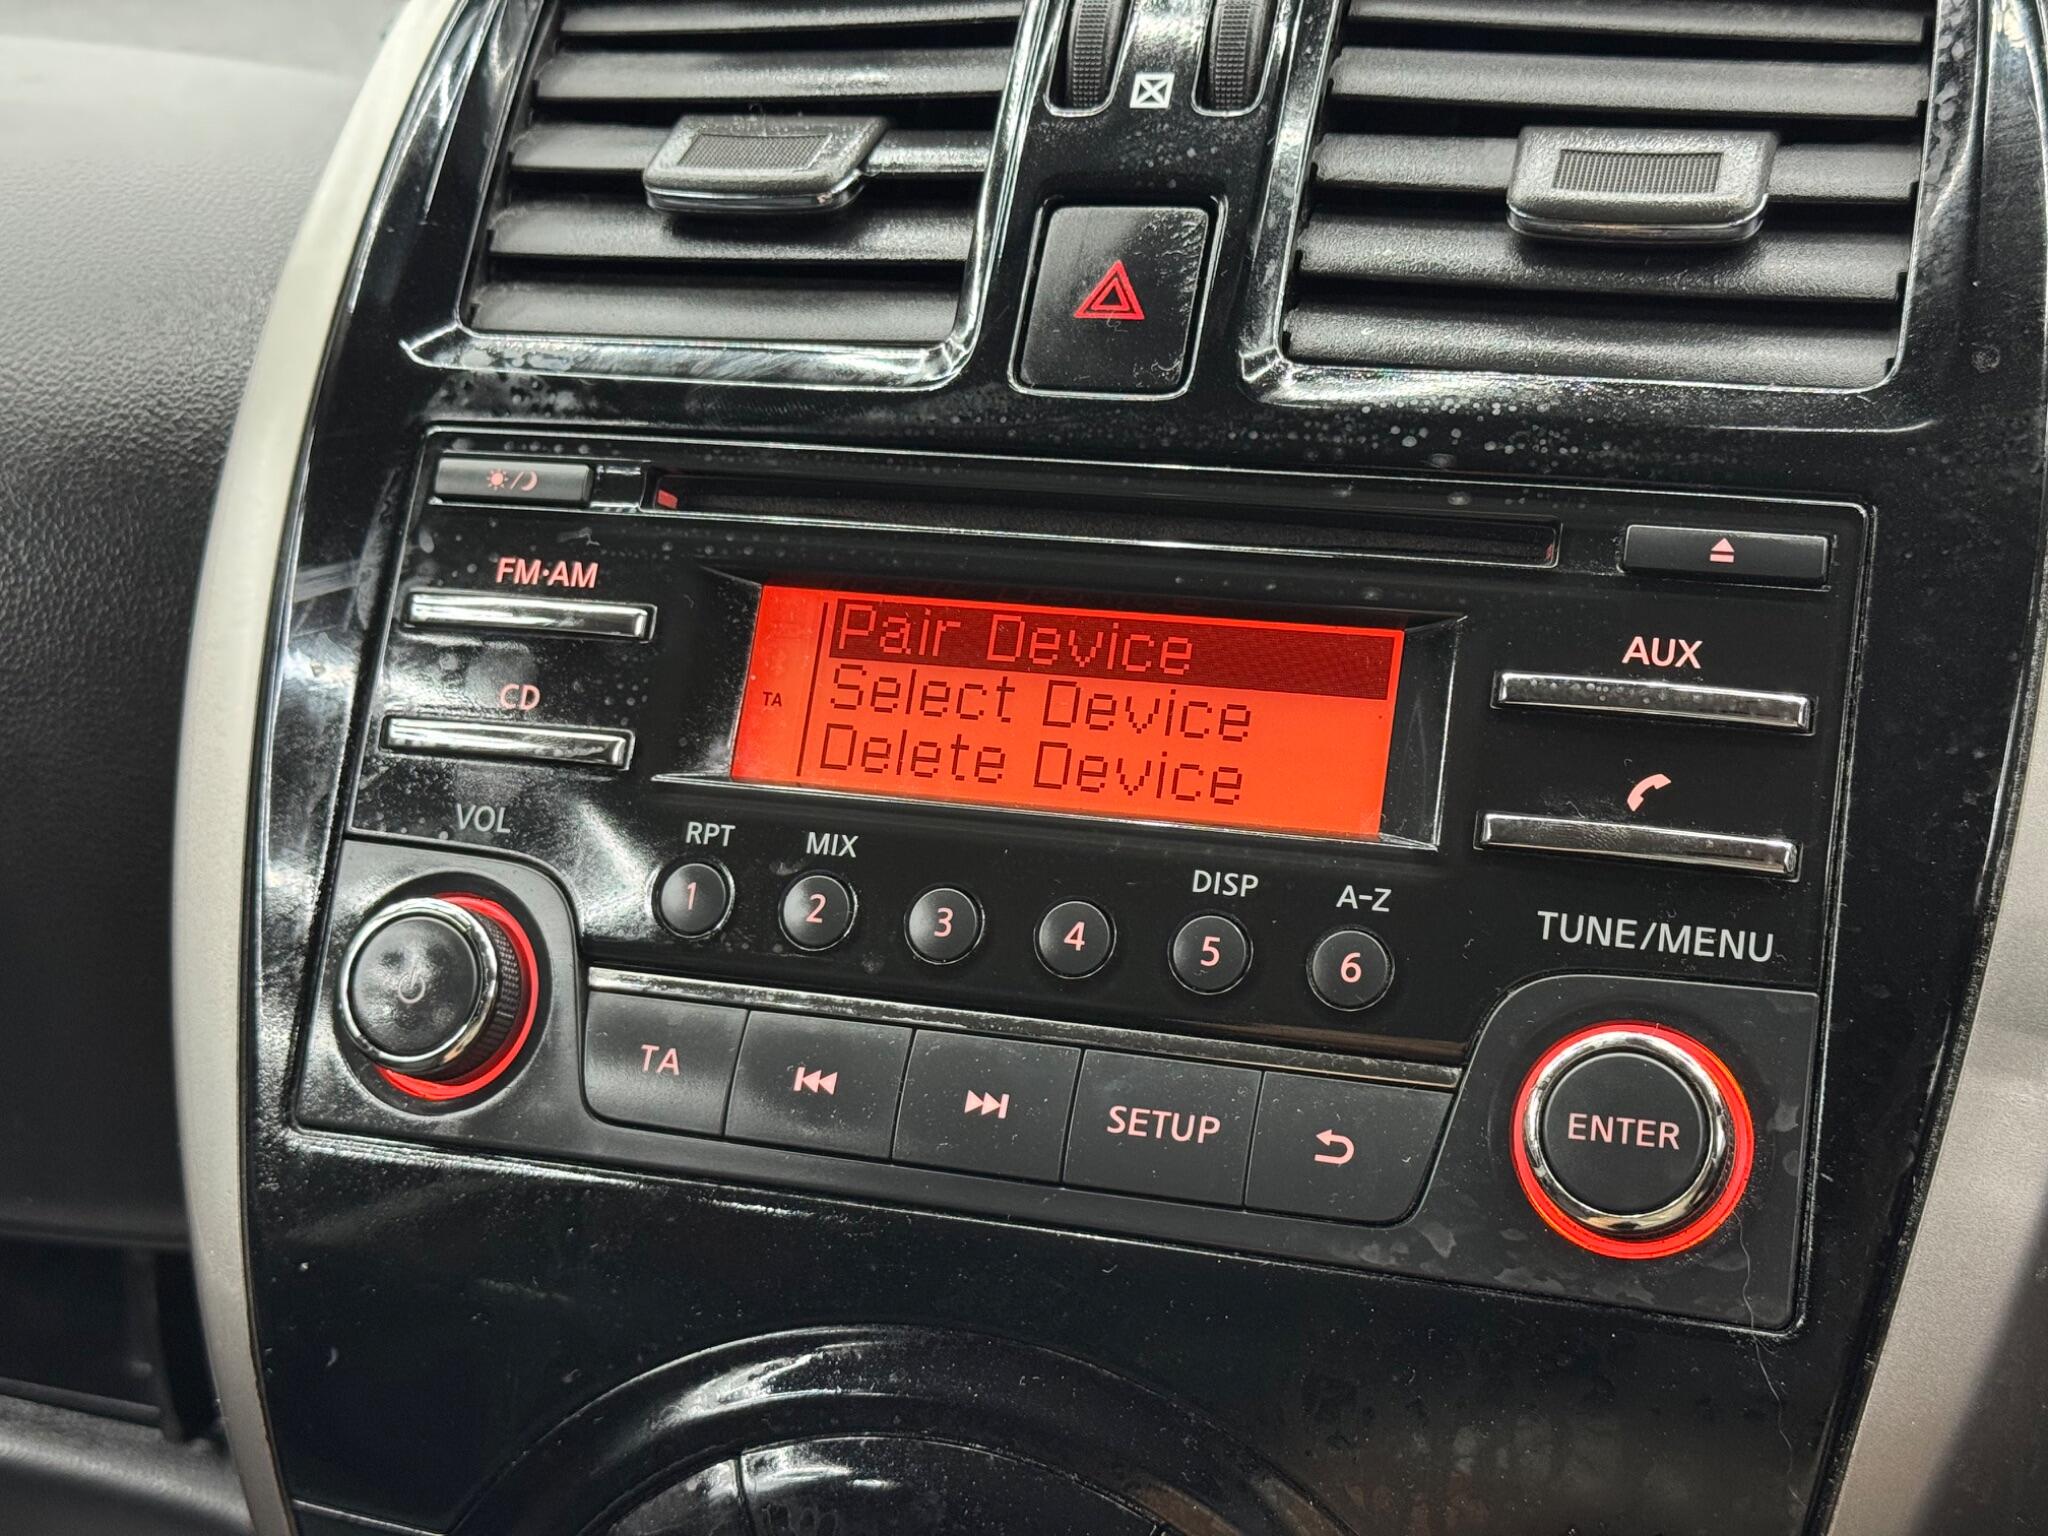 FM·AM
CD
VOL
TA
Pair Device
Select Device
Delete Device
AUX
RPT
MIX
DISP
A-Z
1
2
3
4
5
6
TUNE/MENU
TA
SETUP
ENTER